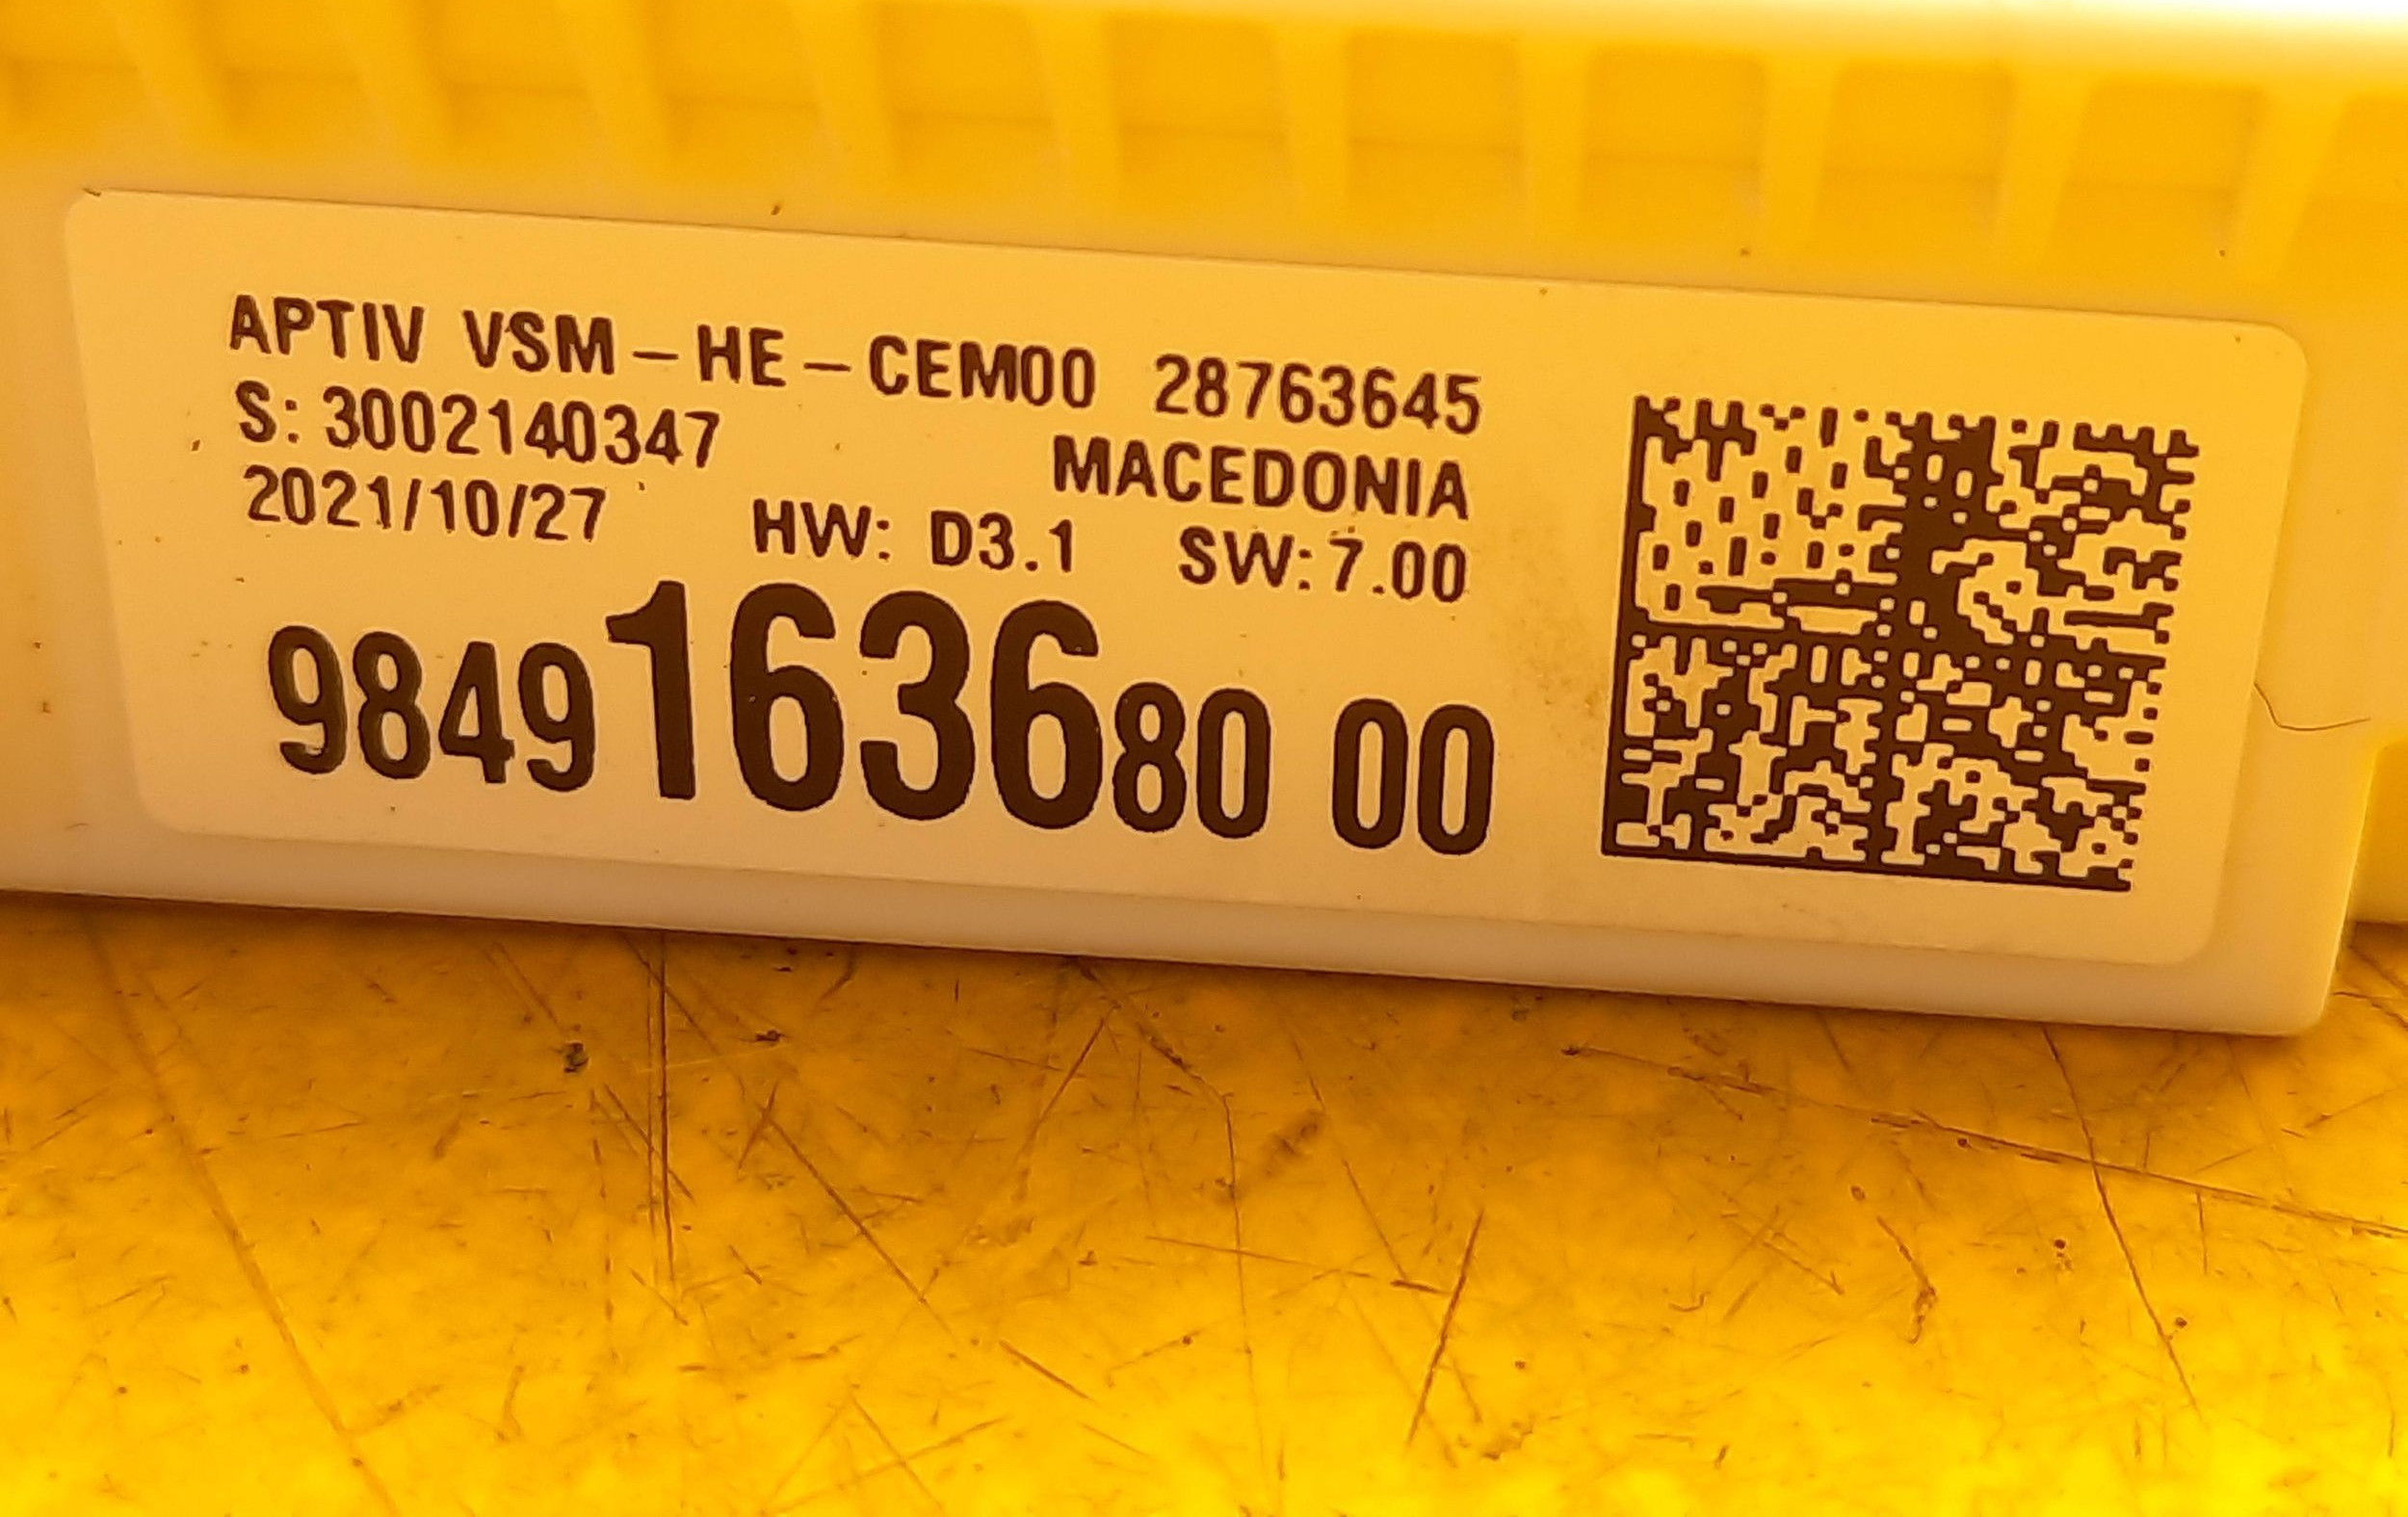 APTIV VSM-HE-CEM00 28763645
S: 3002140347
MACEDONIA
2021/10/27 HW: D3.1 SW: 7.00
9849163680 00